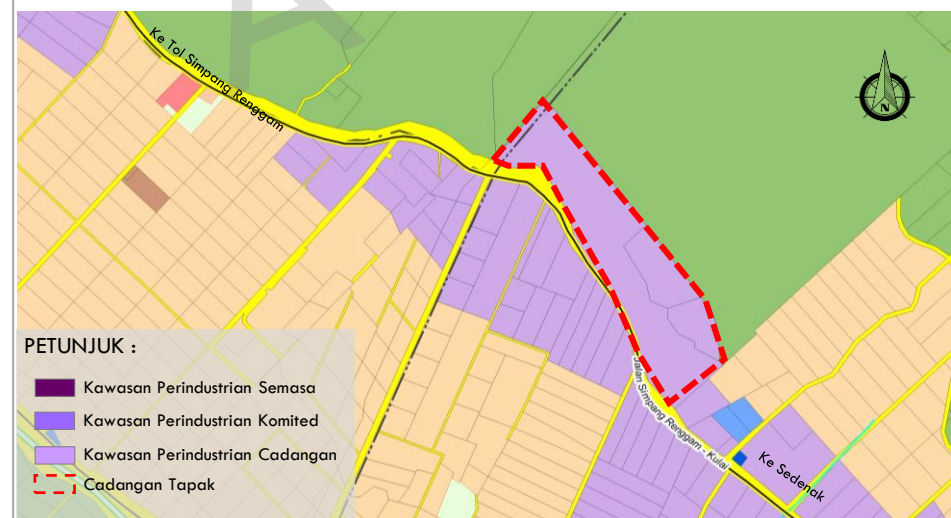 Ke Tol Simpang Renggam
N
Jalan Simpang Renggam - Kulai
Ke Sedenak
PETUNJUK :
Kawasan Perindustrian Semasa
Kawasan Perindustrian Komited
Kawasan Perindustrian Cadangan
Cadangan Tapak